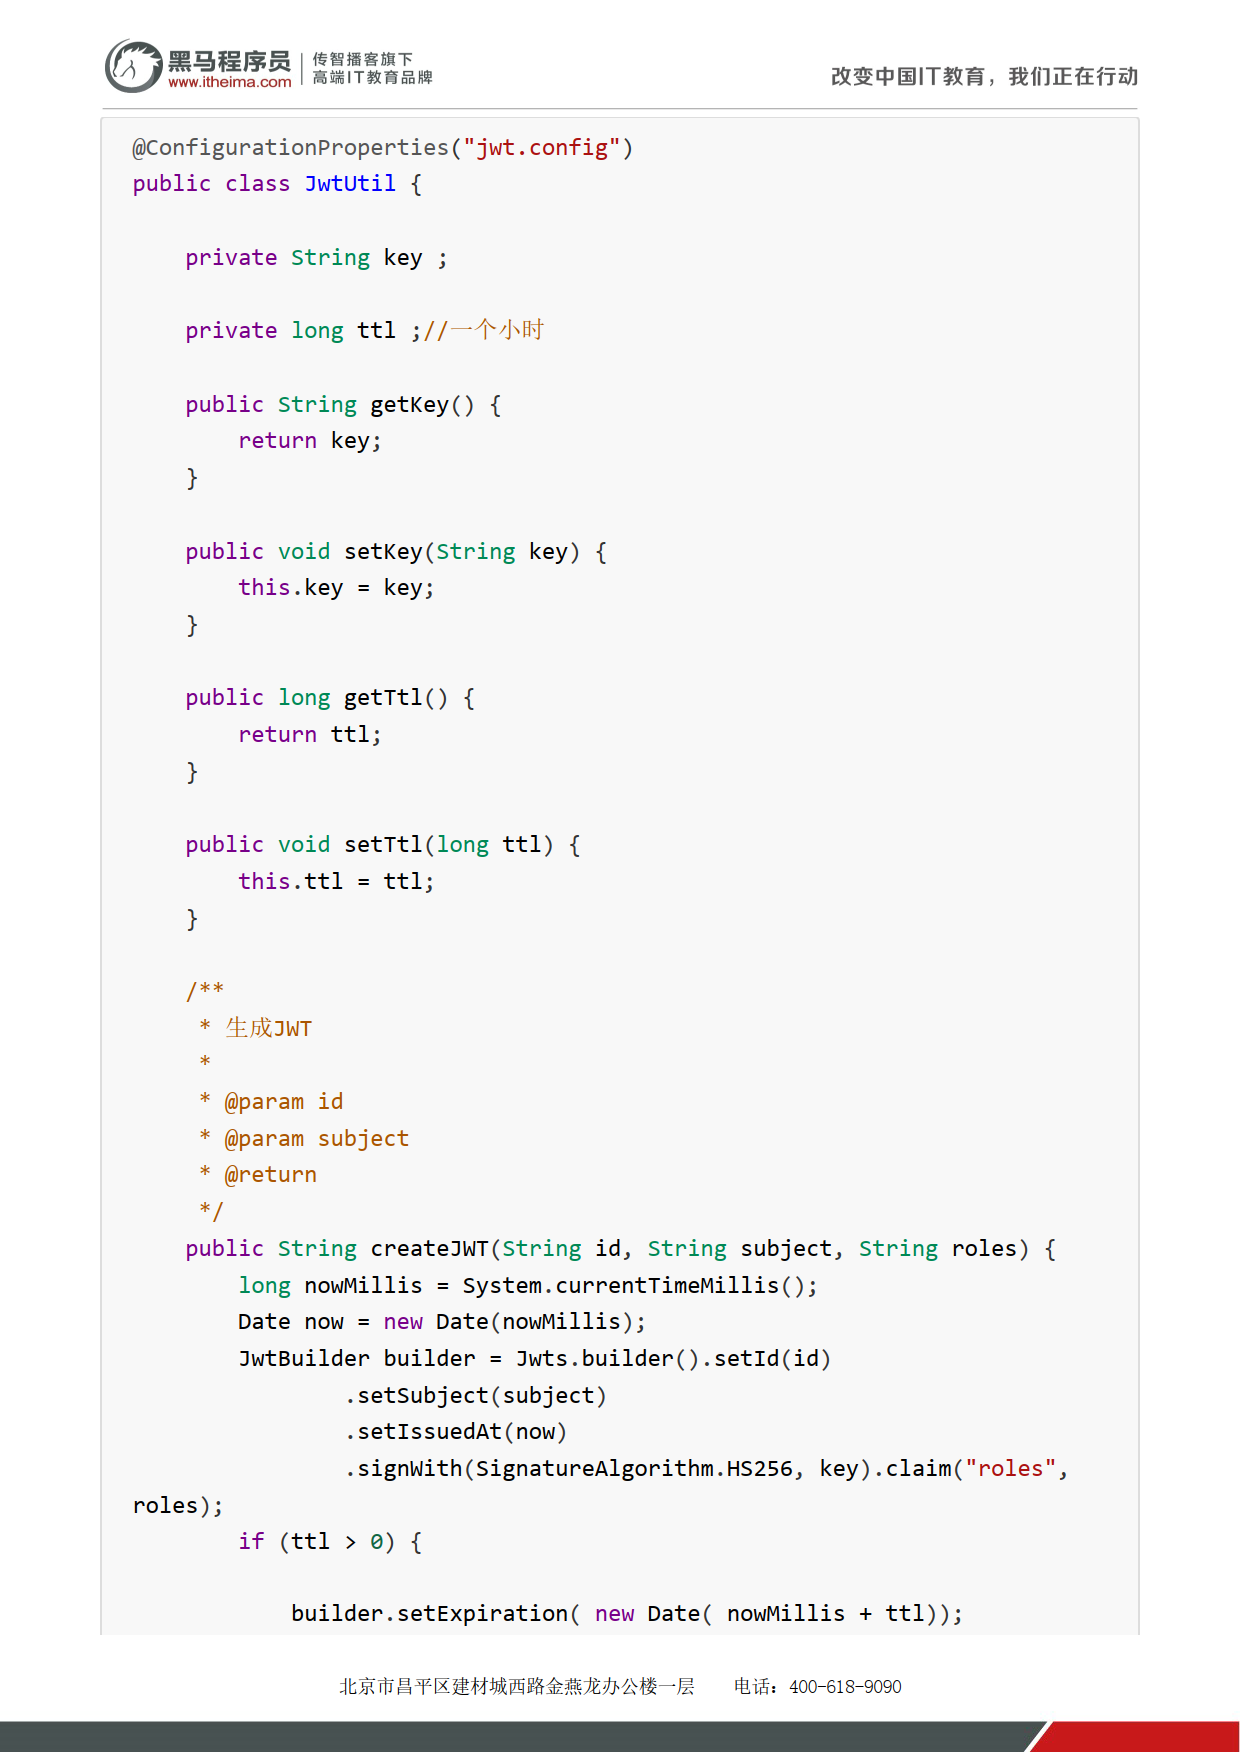 黑马程序员
www.itheima.com
传智播客旗下
高端IT教育品牌
改变中国IT教育，我们正在行动
@ConfigurationProperties("jwt.config")
public class JwtUtil {
    private String key ;
    private long ttl ;//一个小时
    public String getKey() {
        return key;
    }
    public void setKey(String key) {
        this.key = key;
    }
    public long getTtl() {
        return ttl;
    }
    public void setTtl(long ttl) {
        this.ttl = ttl;
    }
    /**
     * 生成JWT
     *
     * @param id
     * @param subject
     * @return
     */
    public String createJWT(String id, String subject, String roles) {
        long nowMillis = System.currentTimeMillis();
        Date now = new Date(nowMillis);
        JwtBuilder builder = Jwts.builder().setId(id)
                .setSubject(subject)
                .setIssuedAt(now)
                .signWith(SignatureAlgorithm.HS256, key).claim("roles",
roles);
        if (ttl > 0) {
            builder.setExpiration( new Date( nowMillis + ttl));
北京市昌平区建材城西路金燕龙办公楼一层 电话：400-618-9090